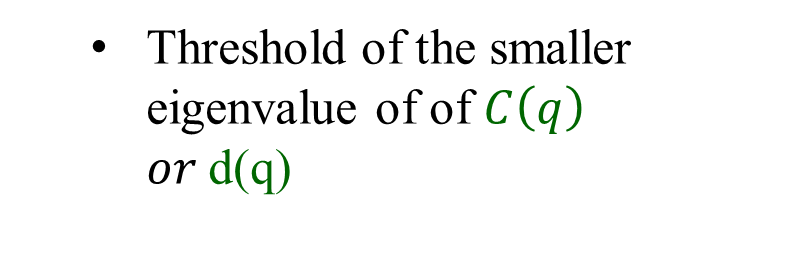 • Threshold of the smaller
eigenvalue of of C(q)
or d(q)